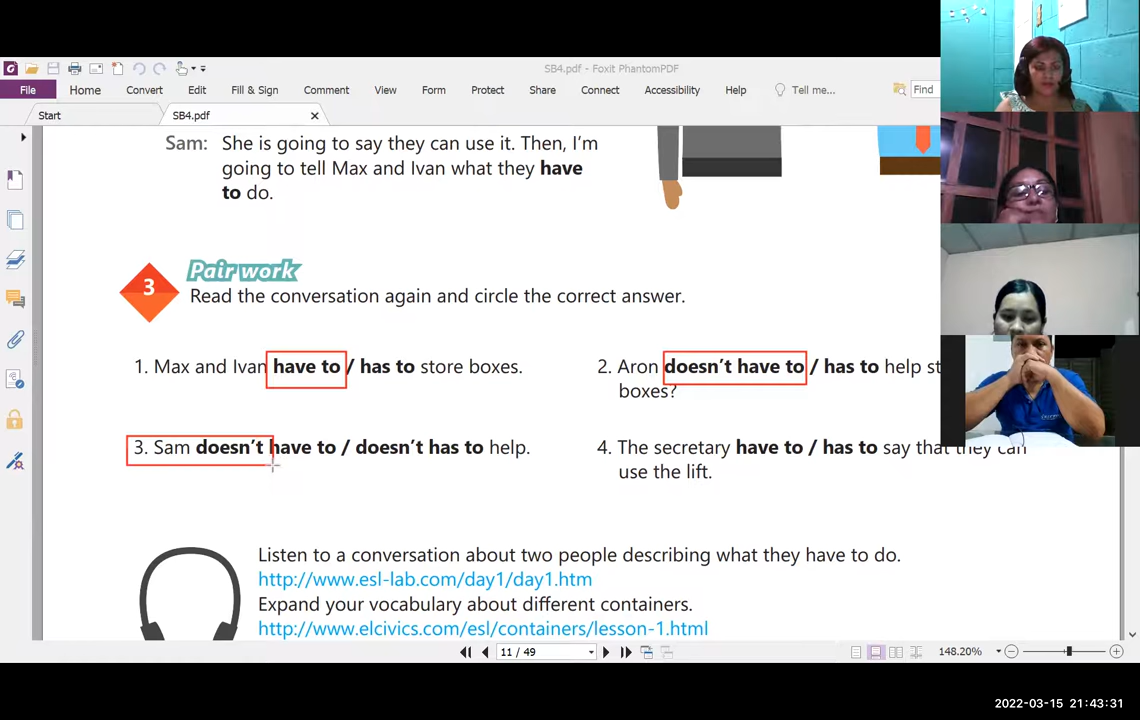 SB4.pdf - Foxit PhantomPDF
File Home Convert Edit Fill & Sign Comment View Form Protect Share Connect Accessibility Help Tell me... Find
Start SB4.pdf
Sam: She is going to say they can use it. Then, I'm
going to tell Max and Ivan what they have
to do.
3
Pair work
Read the conversation again and circle the correct answer.
1. Max and Ivan have to / has to store boxes.
2. Aron doesn't have to / has to help st
boxes?
3. Sam doesn't have to / doesn't has to help.
4. The secretary have to / has to say that they can
use the lift.
Listen to a conversation about two people describing what they have to do.
http://www.esl-lab.com/day1/day1.htm
Expand your vocabulary about different containers.
http://www.elcivics.com/esl/containers/lesson-1.html
11 / 49
148.20%
2022-03-15 21:43:31